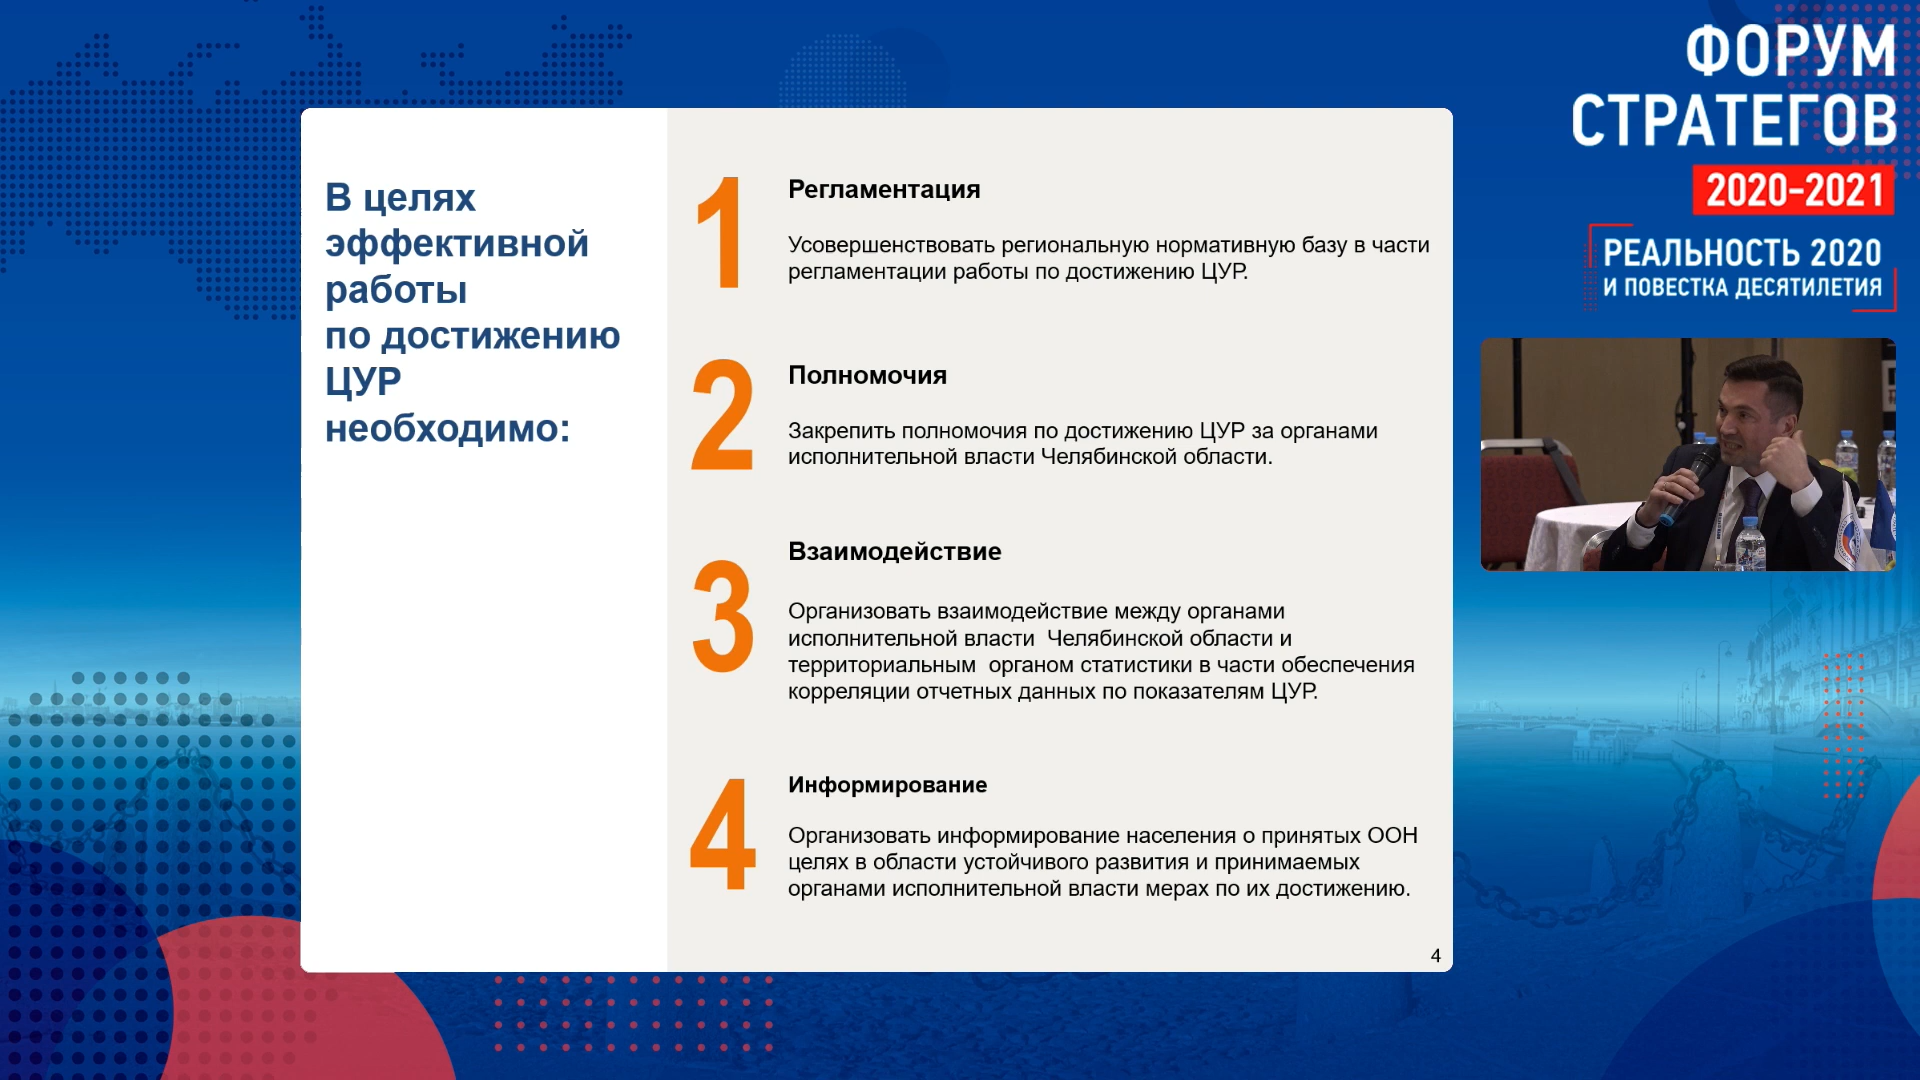 ФОРУМ
СТРАТЕГОВ
2020-2021
РЕАЛЬНОСТЬ 2020
И ПОВЕСТКА ДЕСЯТИЛЕТИЯ
В целях
эффективной
работы
по достижению
ЦУР
необходимо:
1
Регламентация
Усовершенствовать региональную нормативную базу в части
регламентации работы по достижению ЦУР.
2
Полномочия
Закрепить полномочия по достижению ЦУР за органами
исполнительной власти Челябинской области.
3
Взаимодействие
Организовать взаимодействие между органами
исполнительной власти Челябинской области и
территориальным органом статистики в части обеспечения
корреляции отчетных данных по показателям ЦУР.
4
Информирование
Организовать информирование населения о принятых ООН
целях в области устойчивого развития и принимаемых
органами исполнительной власти мерах по их достижению.
4